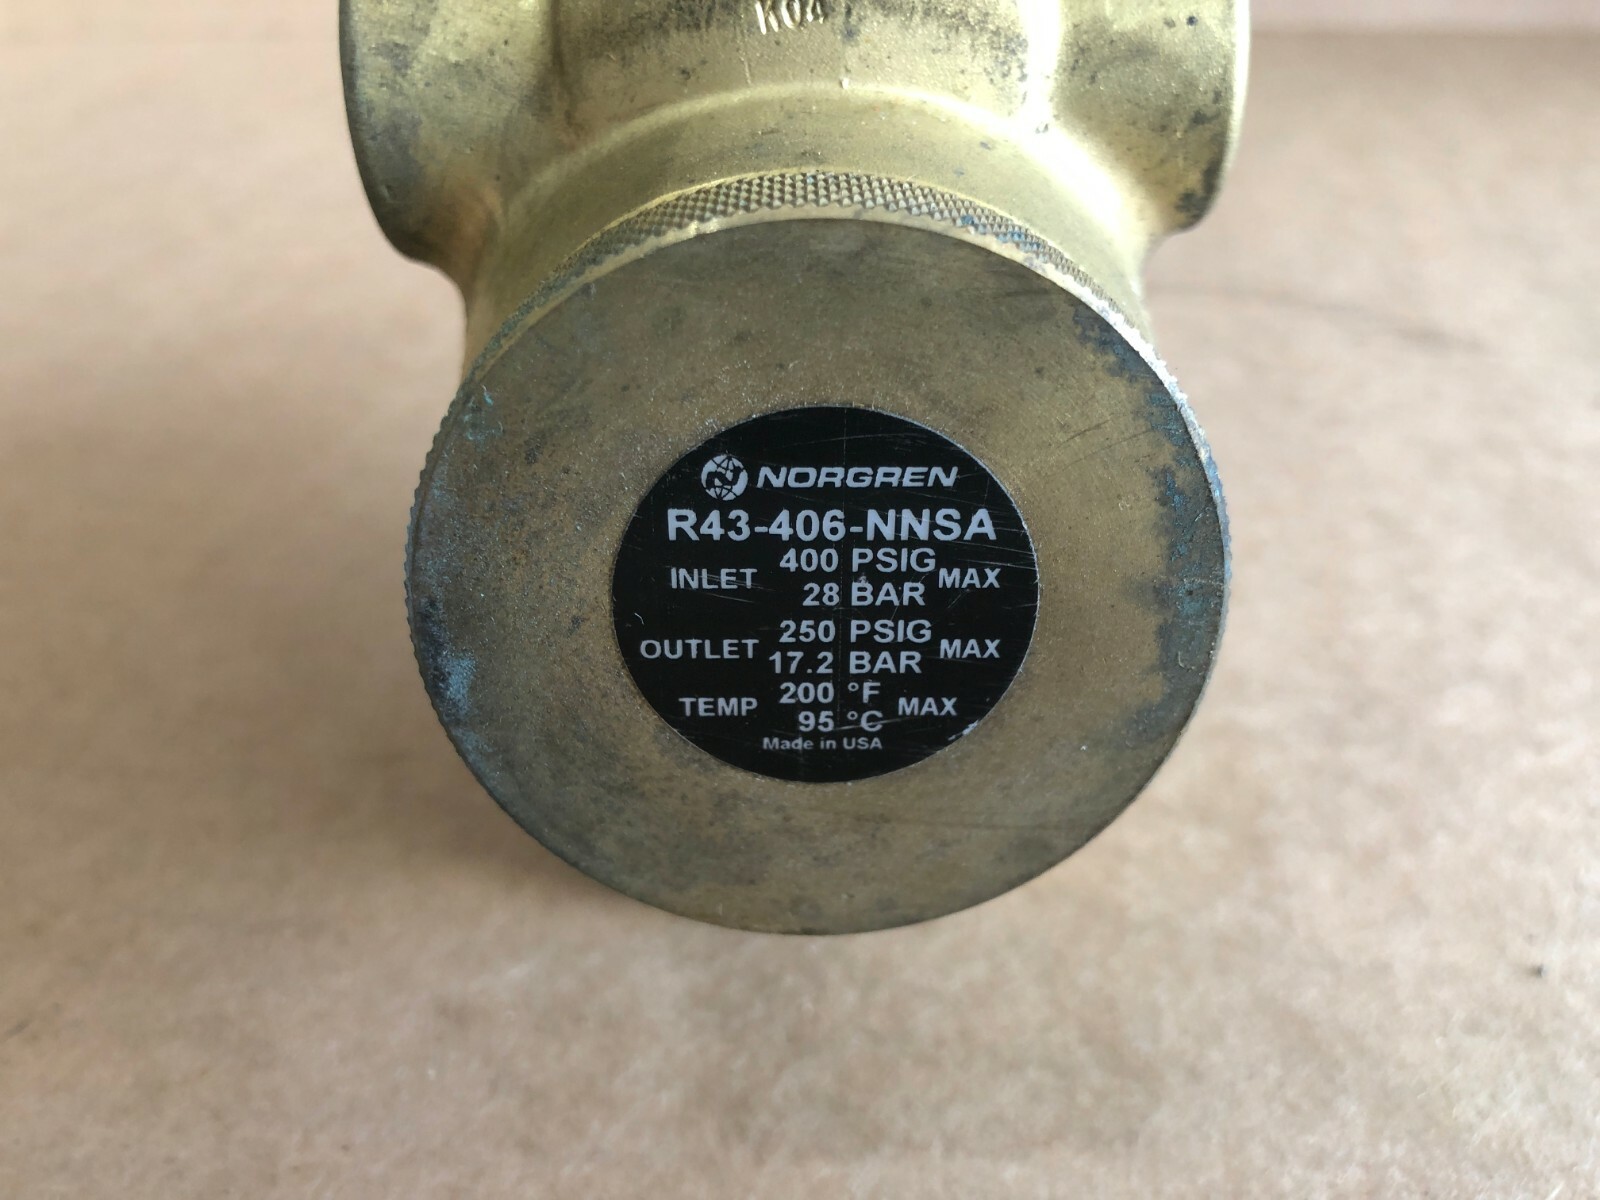 K04
NORGREN
R43-406-NNSA
INLET 400 PSIG MAX
28 BAR
OUTLET 250 PSIG MAX
17.2 BAR
TEMP 200 °F MAX
95 °C
Made in USA